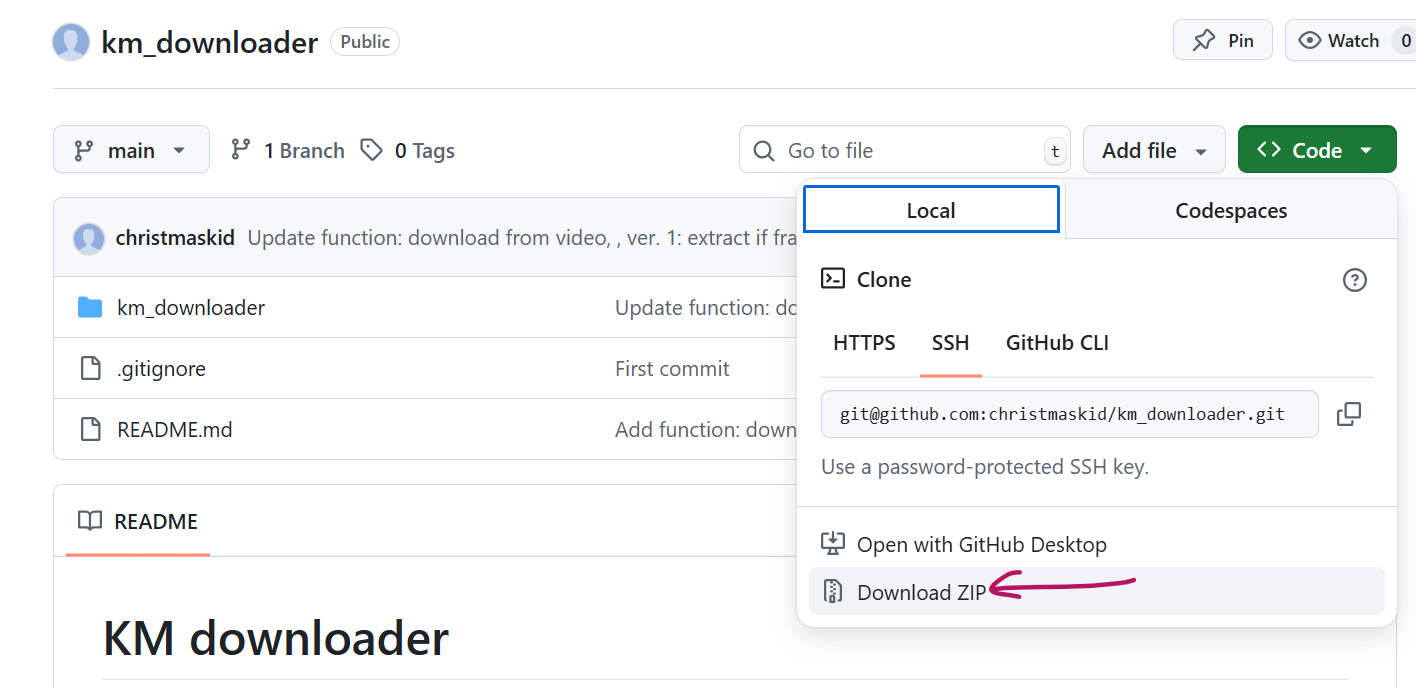 km_downloader Public Pin Watch 0
main 1 Branch 0 Tags Go to file t Add file Code
christmaskid Update function: download from video, , ver. 1: extract if fra
km_downloader Update function: do
.gitignore First commit
README.md Add function: down
README
KM downloader
Local Codespaces
Clone
HTTPS SSH GitHub CLI
git@github.com:christmaskid/km_downloader.git
Use a password-protected SSH key.
Open with GitHub Desktop
Download ZIP